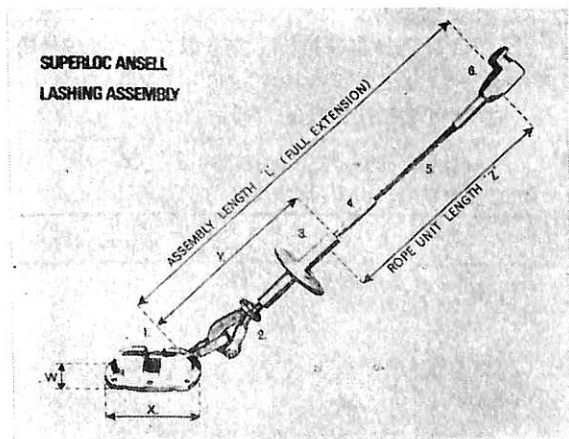 SUPERLOC ANSELL
LASHING ASSEMBLY
ASSEMBLY LENGTH 'L' (FULL EXTENSION)
6.
5.
4.
ROPE UNIT LENGTH 'Z'
3.
Y.
2.
1.
W
X.